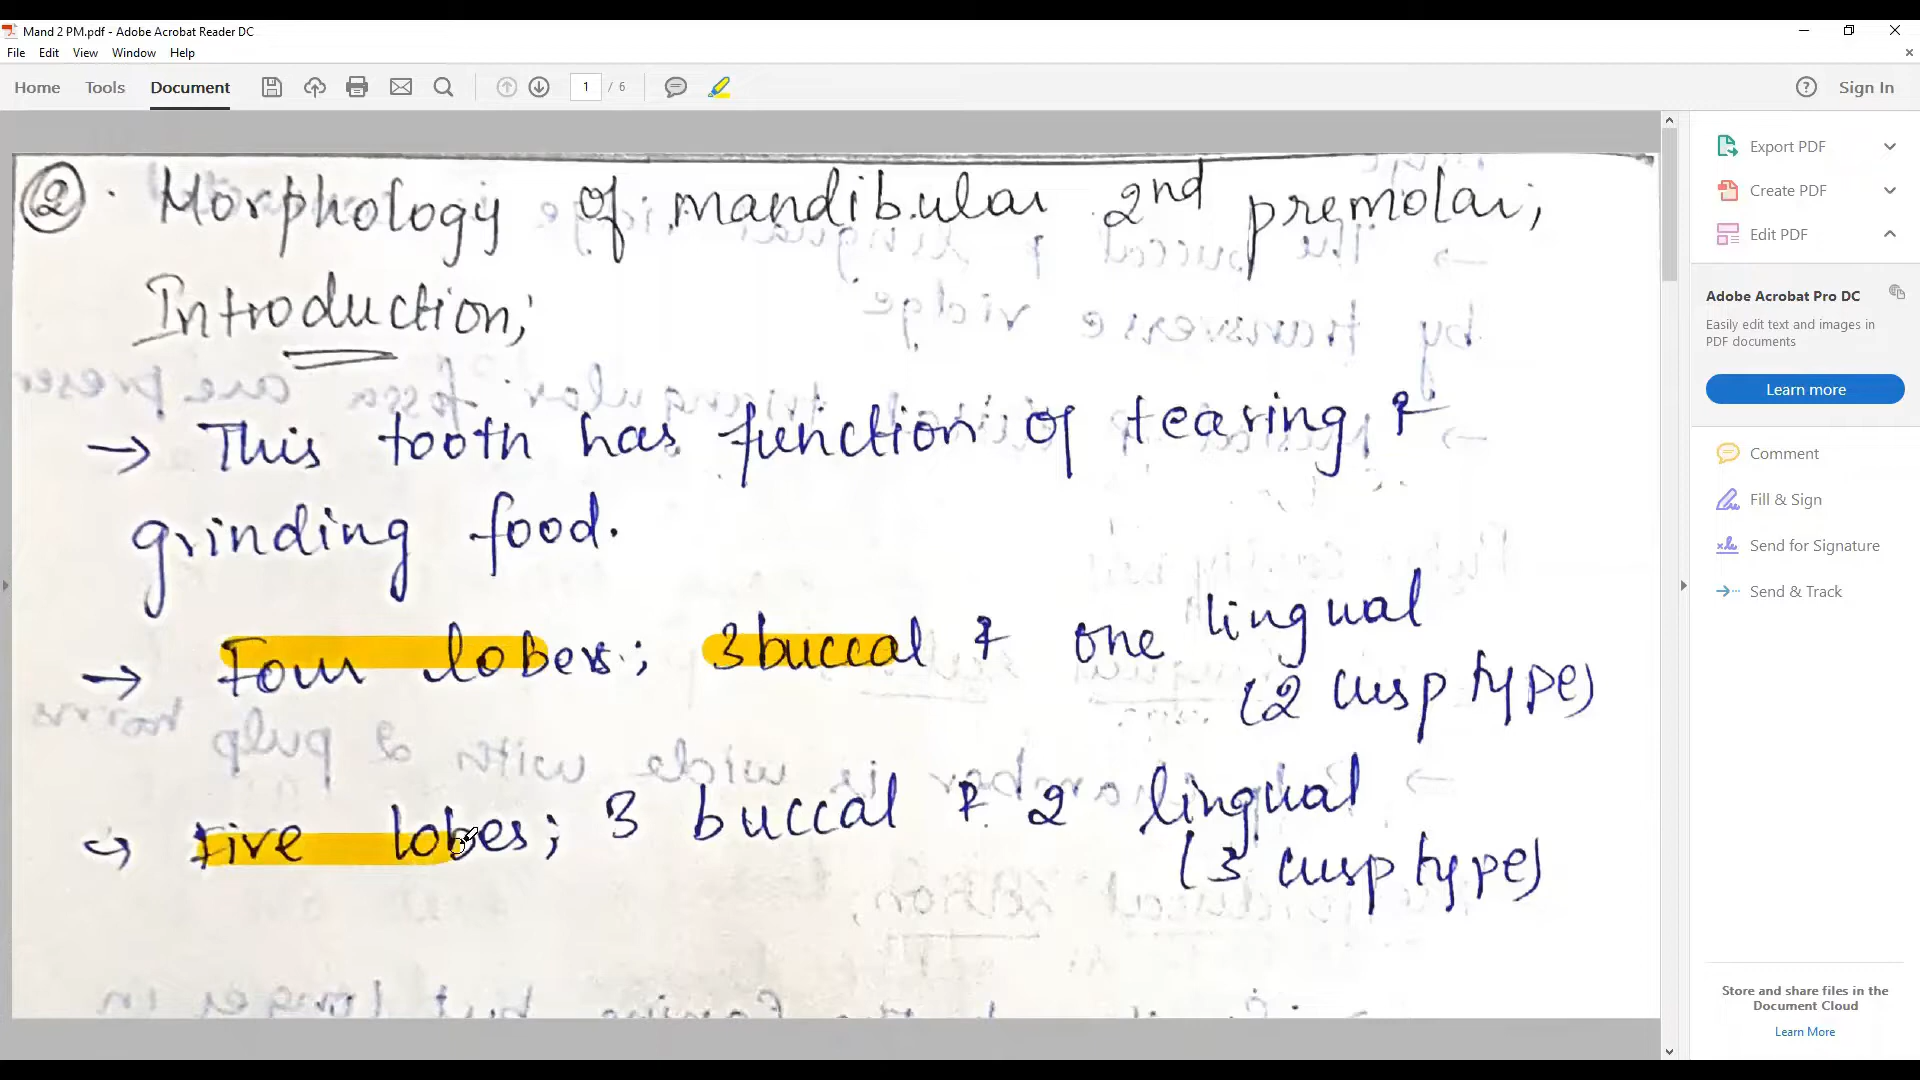 Mand 2 PM.pdf - Adobe Acrobat Reader DC
File Edit View Window Help
Home Tools Document 1 / 6 Sign In
② . Morphology of mandibular 2nd premolar;
Introduction;
→ This tooth has function of tearing &
grinding food.
→ Four lobes; 3 buccal & one lingual
(2 cusp type)
→ Five lobes; 3 buccal & 2 lingual
(3 cusp type)
Export PDF
Create PDF
Edit PDF
Adobe Acrobat Pro DC
Easily edit text and images in
PDF documents
Learn more
Comment
Fill & Sign
Send for Signature
Send & Track
Store and share files in the
Document Cloud
Learn More